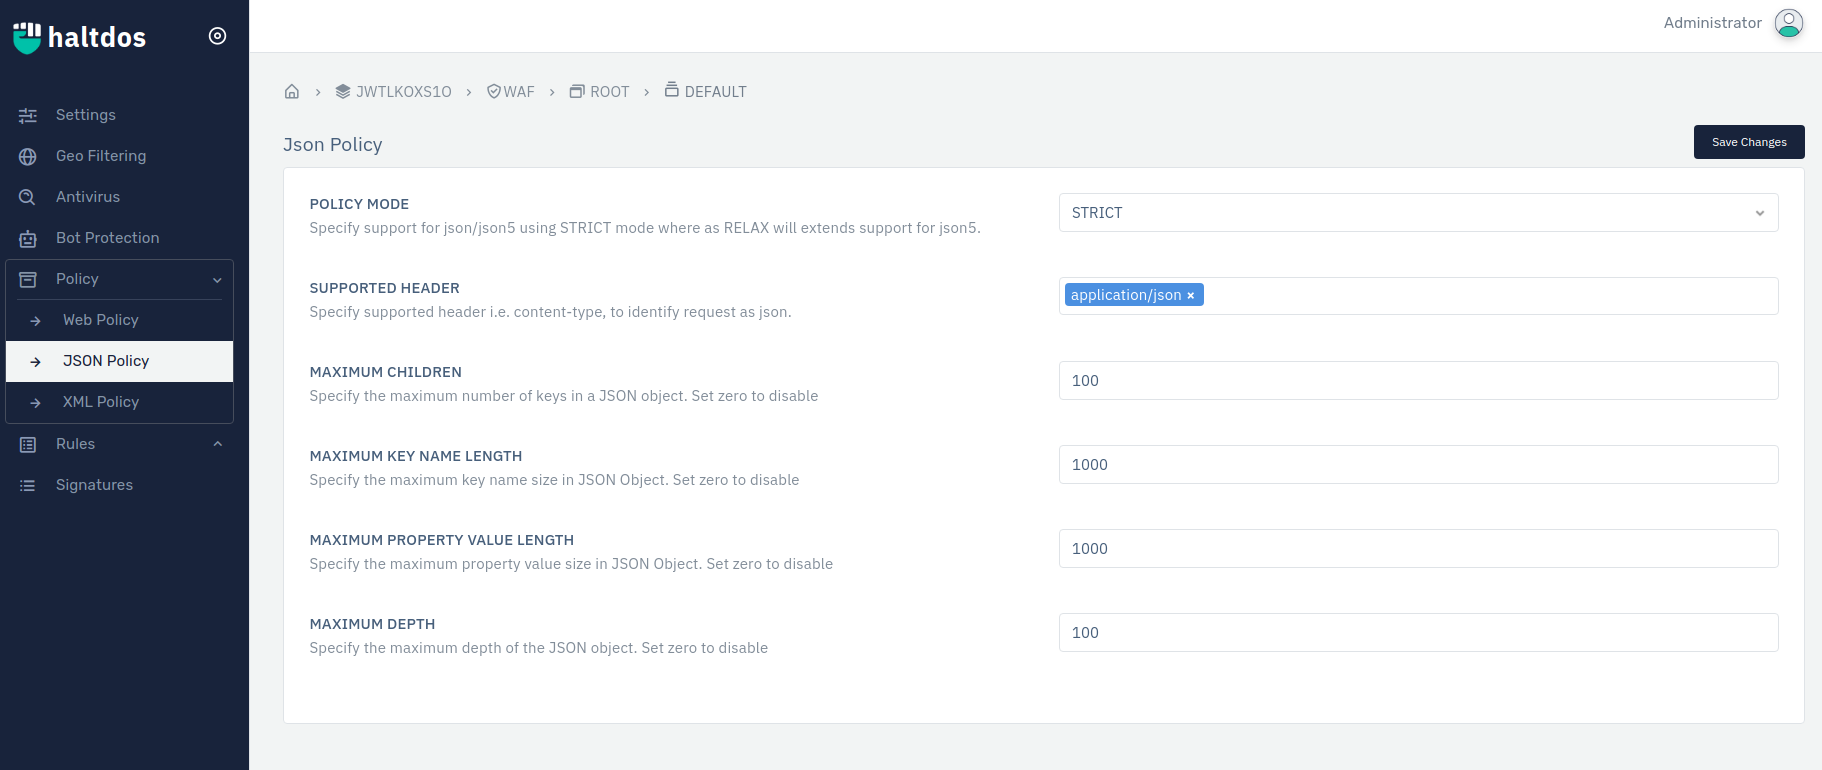 haltdos
Administrator
JWTLKOXS1O WAF ROOT DEFAULT
Settings
Geo Filtering
Antivirus
Bot Protection
Policy
Web Policy
JSON Policy
XML Policy
Rules
Signatures
Json Policy
Save Changes
POLICY MODE
Specify support for json/json5 using STRICT mode where as RELAX will extends support for json5.
STRICT
SUPPORTED HEADER
Specify supported header i.e. content-type, to identify request as json.
application/json ×
MAXIMUM CHILDREN
Specify the maximum number of keys in a JSON object. Set zero to disable
100
MAXIMUM KEY NAME LENGTH
Specify the maximum key name size in JSON Object. Set zero to disable
1000
MAXIMUM PROPERTY VALUE LENGTH
Specify the maximum property value size in JSON Object. Set zero to disable
1000
MAXIMUM DEPTH
Specify the maximum depth of the JSON object. Set zero to disable
100